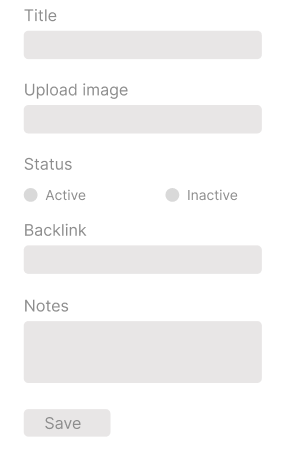 Title
Upload image
Status
Active Inactive
Backlink
Notes
Save